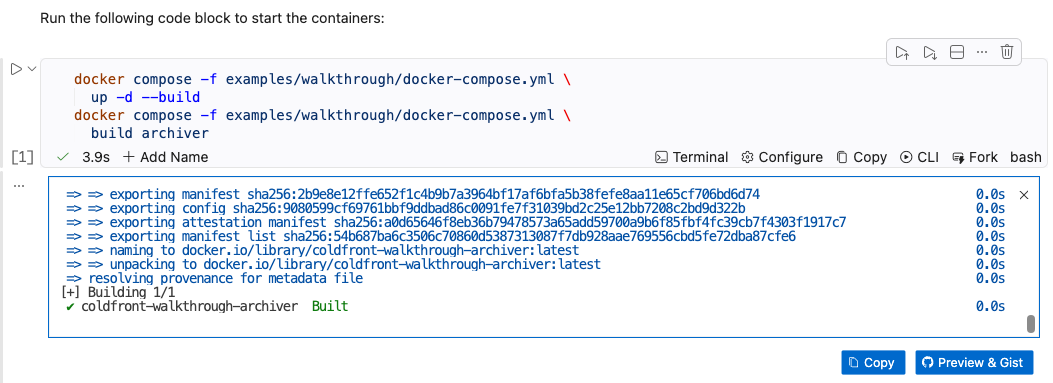 Run the following code block to start the containers:
docker compose -f examples/walkthrough/docker-compose.yml \
up -d --build
docker compose -f examples/walkthrough/docker-compose.yml \
build archiver
[1] ✓ 3.9s + Add Name Terminal Configure Copy CLI Fork bash
=> => exporting manifest sha256:2b9e8e12ffe652f1c4b9b7a3964bf17af6bfa5b38fefe8aa11e65cf706bd6d74 0.0s
=> => exporting config sha256:9080599cf69761bbf9ddbad86c0091fe7f31039bd2c25e12bb7208c2bd9d322b 0.0s
=> => exporting attestation manifest sha256:a0d65646f8eb36b79478573a65add59700a9b6f85fbf4fc39cb7f4303f1917c7 0.0s
=> => exporting manifest list sha256:54b687ba6c3506c70860d5387313087f7db928aae769556cbd5fe72dba87cfe6 0.0s
=> => naming to docker.io/library/coldfront-walkthrough-archiver:latest 0.0s
=> => unpacking to docker.io/library/coldfront-walkthrough-archiver:latest 0.0s
=> resolving provenance for metadata file 0.0s
[+] Building 1/1
✔ coldfront-walkthrough-archiver Built 0.0s
Copy Preview & Gist